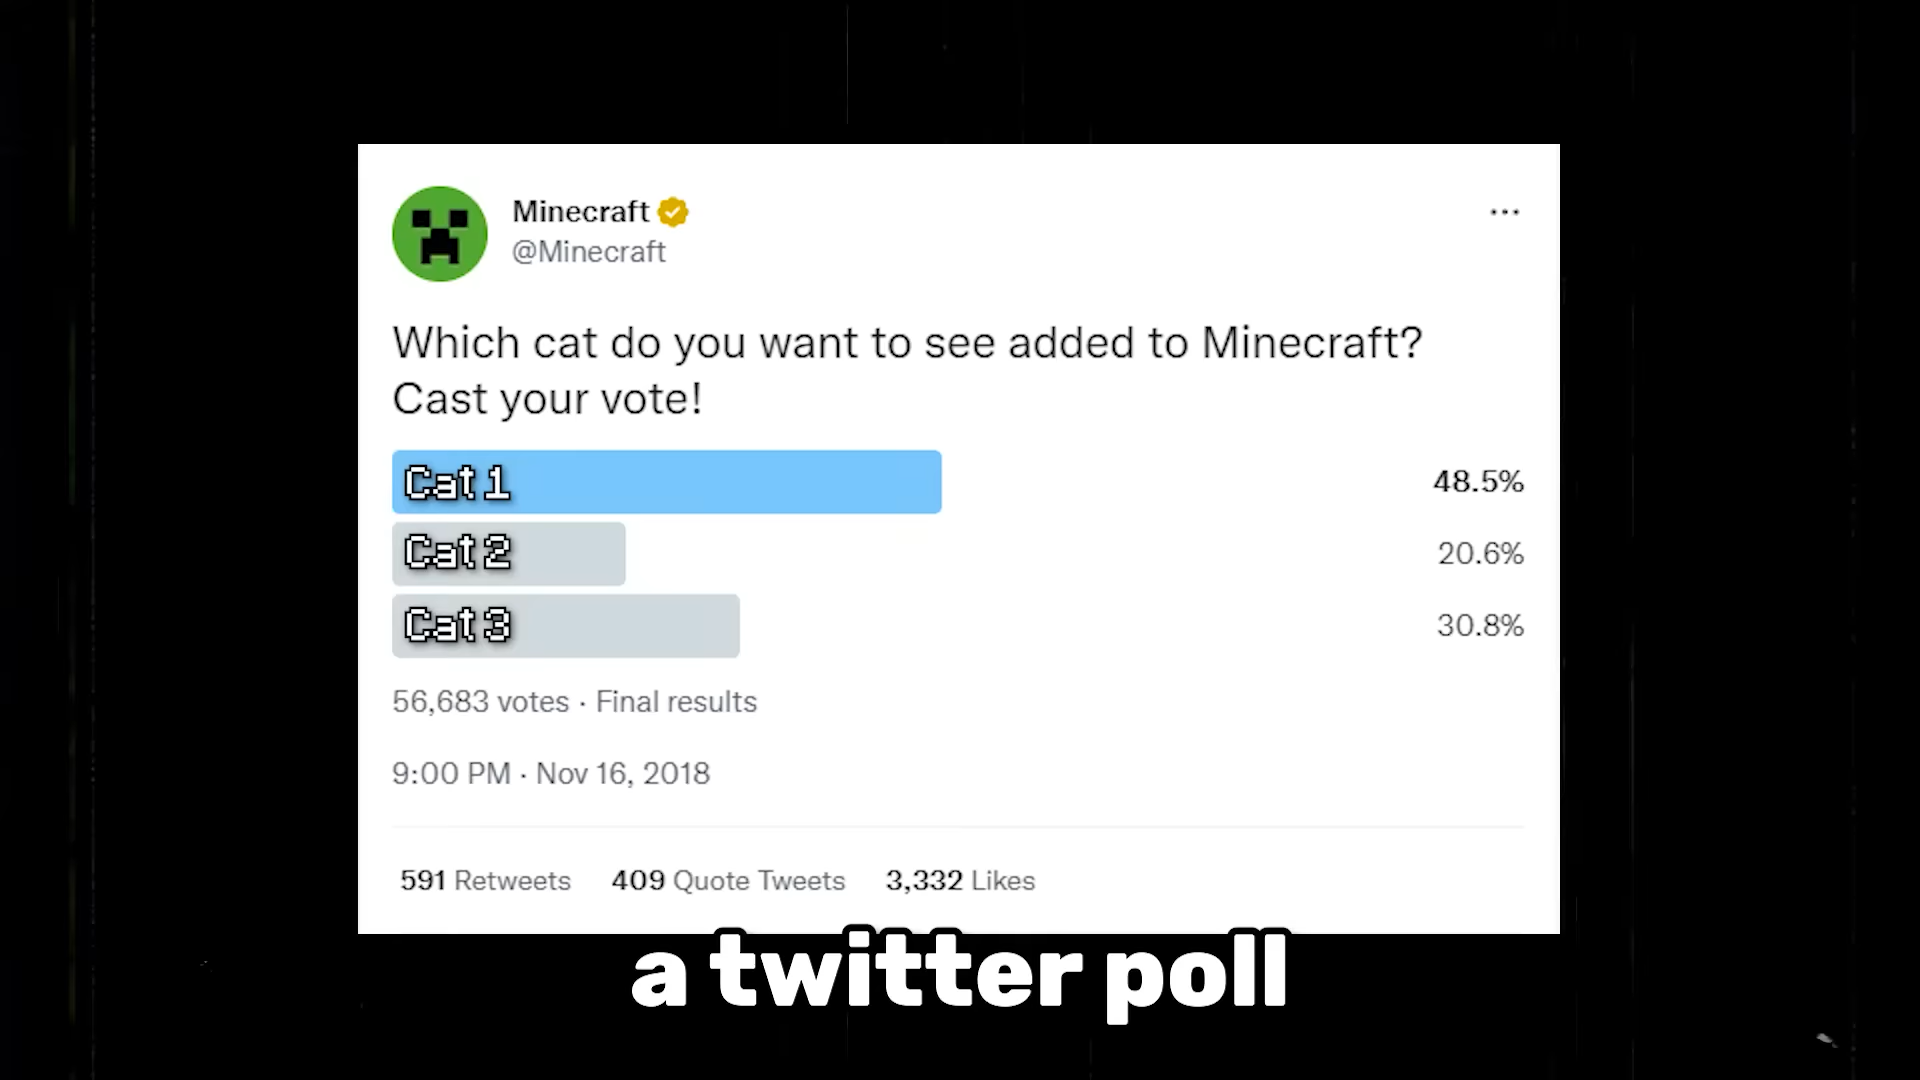 Minecraft
@Minecraft
Which cat do you want to see added to Minecraft?
Cast your vote!
Cat 1 48.5%
Cat 2 20.6%
Cat 3 30.8%
56,683 votes · Final results
9:00 PM · Nov 16, 2018
591 Retweets 409 Quote Tweets 3,332 Likes
a twitter poll